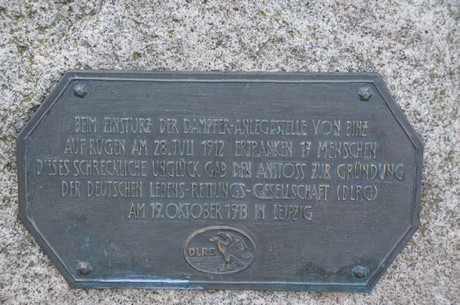 BEIM EINSTURZ DER DAMPFER-ANLEGESTELLE VON BINZ
AUF RÜGEN AM 28. JULI 1912 ERTRANKEN 17 MENSCHEN
DIESES SCHRECKLICHE UNGLÜCK GAB DEN ANSTOSS ZUR GRÜNDUNG
DER DEUTSCHEN LEBENS-RETTUNGS-GESELLSCHAFT (DLRG)
AM 19. OKTOBER 1913 IN LEIPZIG
DLRG